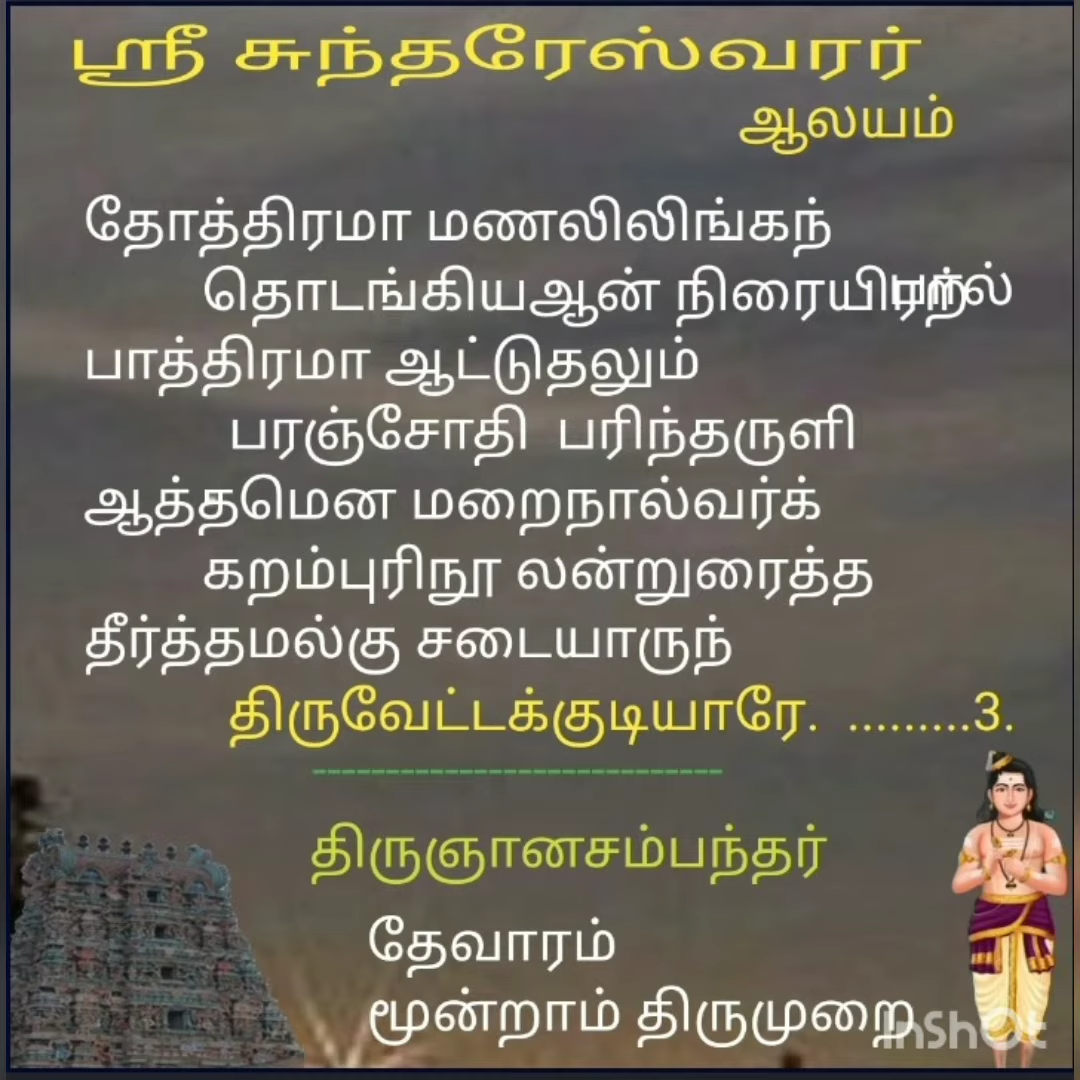 ஸ்ரீ சுந்தரேஸ்வரர்
ஆலயம்
தோத்திரமா மணலிலிங்கந்
தொடங்கியஆன் நிரையிற்பால்
பாத்திரமா ஆட்டுதலும்
பரஞ்சோதி பரிந்தருளி
ஆத்தமென மறைநால்வர்க்
கறம்புரிநூ லன்றுரைத்த
தீர்த்தமல்கு சடையாருந்
திருவேட்டக்குடியாரே. .........3.
----------------------------
திருஞானசம்பந்தர்
தேவாரம்
மூன்றாம் திருமுறை
InShOt